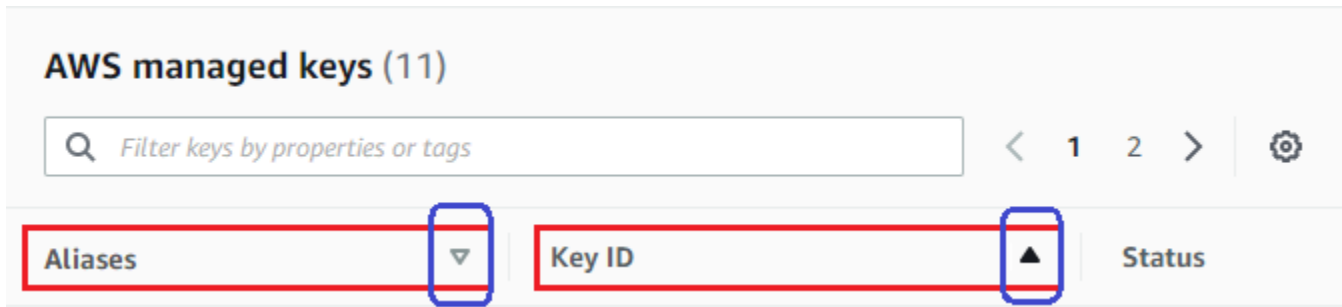 AWS managed keys (11)
Filter keys by properties or tags
1 2
Aliases Key ID Status